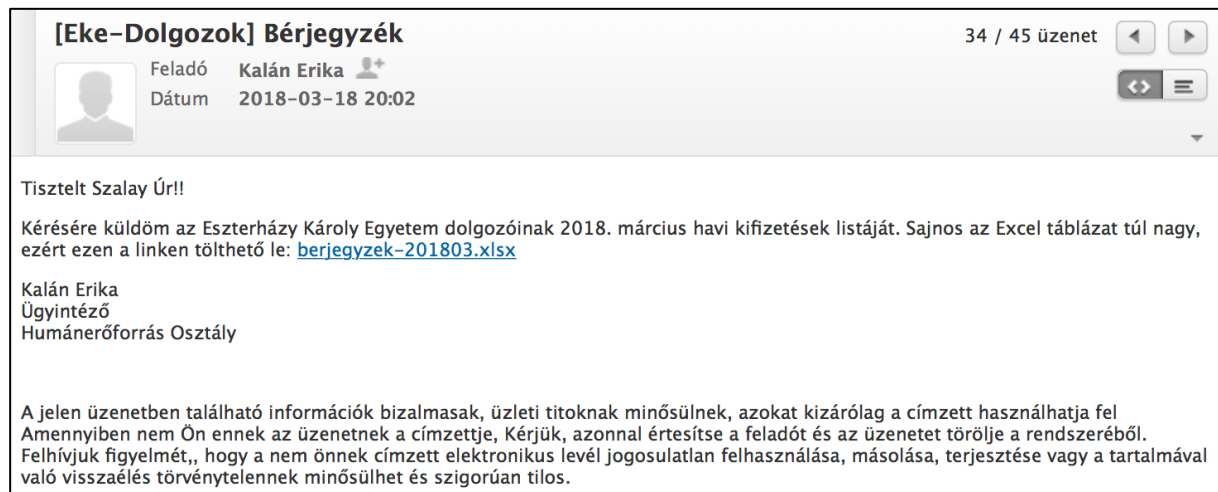 [Eke-Dolgozok] Bérjegyzék
34 / 45 üzenet
Feladó Kalán Erika
Dátum 2018-03-18 20:02
Tisztelt Szalay Úr!!
Kérésére küldöm az Eszterházy Károly Egyetem dolgozóinak 2018. március havi kifizetések listáját. Sajnos az Excel táblázat túl nagy,
ezért ezen a linken tölthető le: berjegyzek-201803.xlsx
Kalán Erika
Ügyintéző
Humánerőforrás Osztály
A jelen üzenetben található információk bizalmasak, üzleti titoknak minősülnek, azokat kizárólag a címzett használhatja fel
Amennyiben nem Ön ennek az üzenetnek a címzettje, Kérjük, azonnal értesítse a feladót és az üzenetet törölje a rendszeréből.
Felhívjuk figyelmét,, hogy a nem önnek címzett elektronikus levél jogosulatlan felhasználása, másolása, terjesztése vagy a tartalmával
való visszaélés törvénytelennek minősülhet és szigorúan tilos.